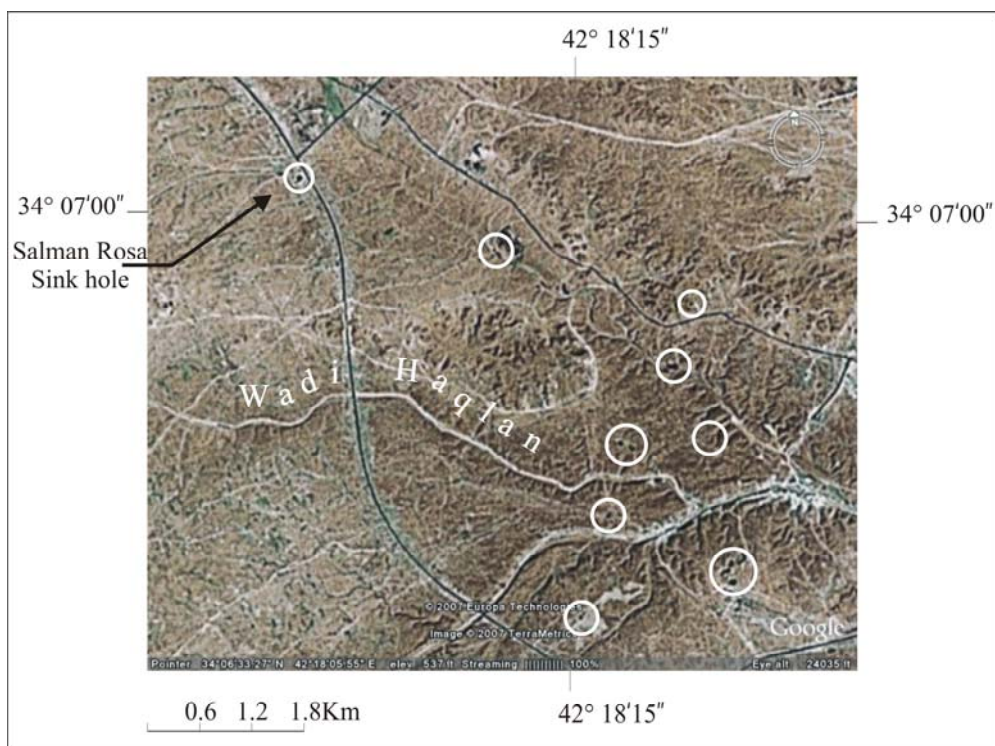 42° 18'15"
34° 07'00"
34° 07'00"
Salman Rosa
Sink hole
Wadi Haqlan
© 2007 Europa Technologies
Image © 2007 TerraMetrics
Google
Pointer 34°06'33.27" N 42°18'05.55" E elev 537 ft Streaming |||||||||| 100% Eye alt 24035 ft
0.6 1.2 1.8Km
42° 18'15"
N